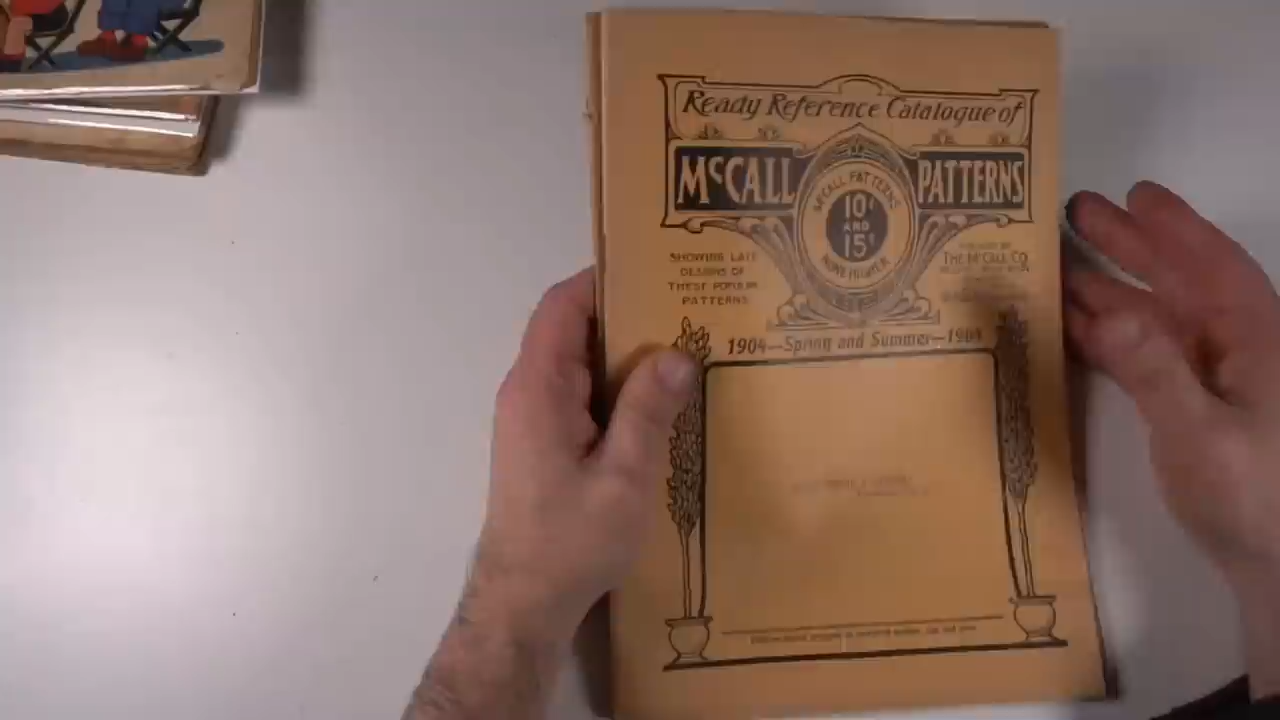 Ready Reference Catalogue of
McCALL PATTERNS
McCALL PATTERNS
10¢
AND
15¢
NONE HIGHER
SHOWING LATE
DESIGNS OF
THESE POPULAR
PATTERNS
THE McCALL CO.
1904—Spring and Summer—1904